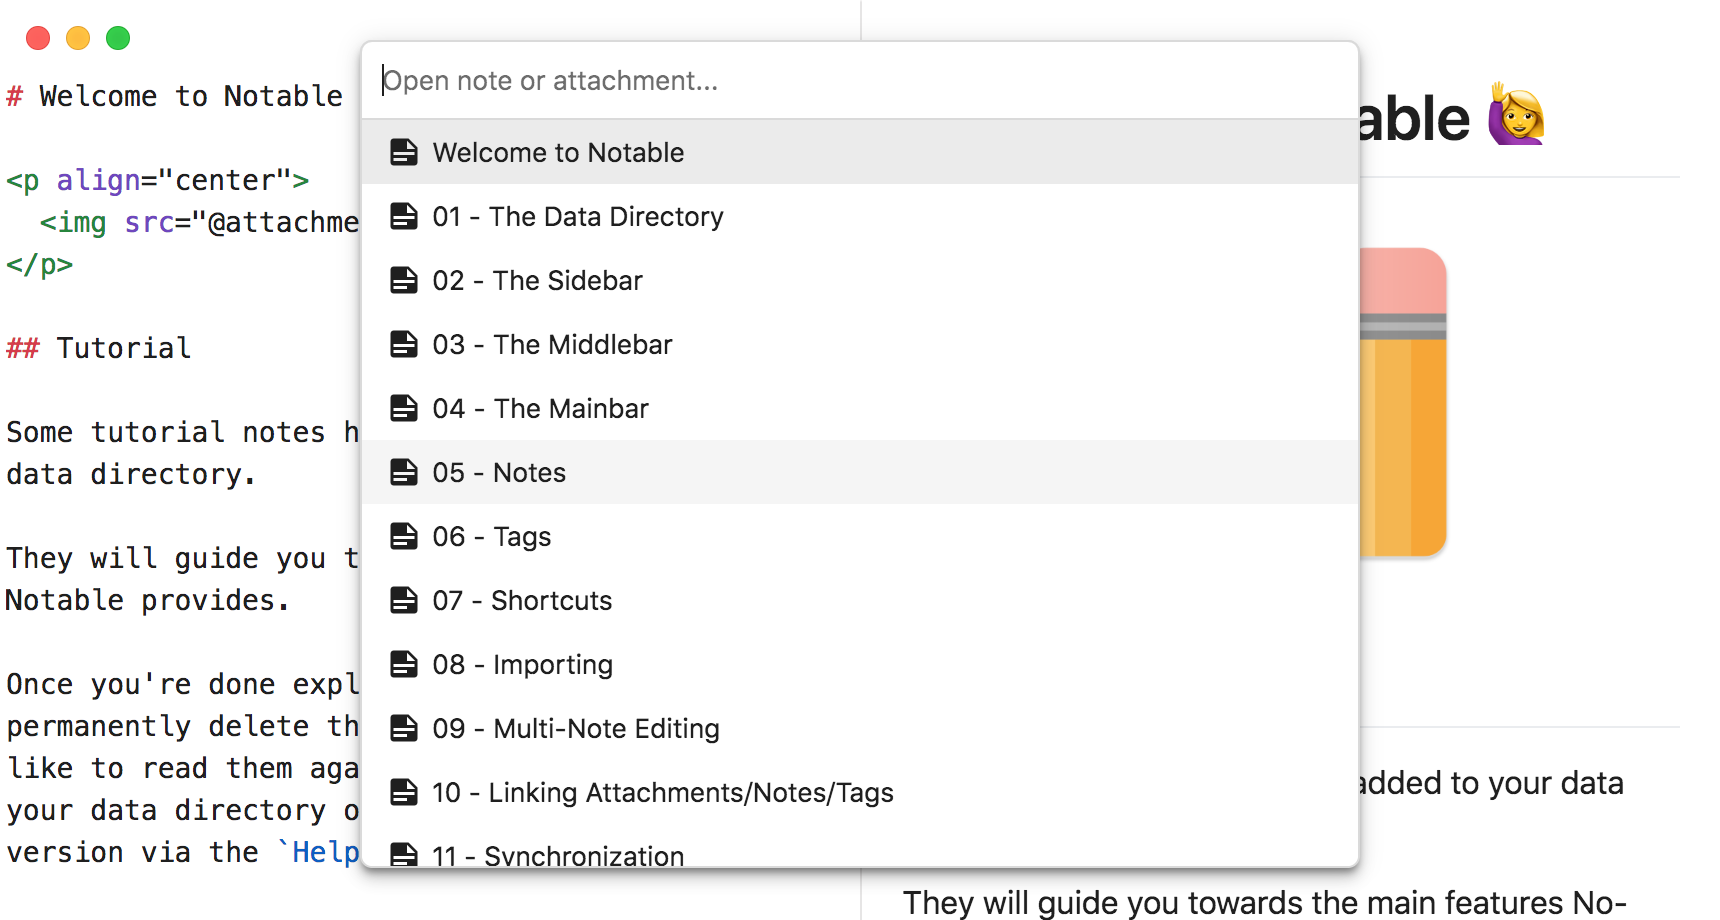 # Welcome to Notable
<p align="center">
<img src="@attachme
</p>
## Tutorial
Some tutorial notes h
data directory.
They will guide you t
Notable provides.
Once you're done expl
permanently delete th
like to read them aga
your data directory o
version via the `Help
Open note or attachment...
Welcome to Notable
01 - The Data Directory
02 - The Sidebar
03 - The Middlebar
04 - The Mainbar
05 - Notes
06 - Tags
07 - Shortcuts
08 - Importing
09 - Multi-Note Editing
10 - Linking Attachments/Notes/Tags
11 - Synchronization
able 🙋‍♀️
added to your data
They will guide you towards the main features No-